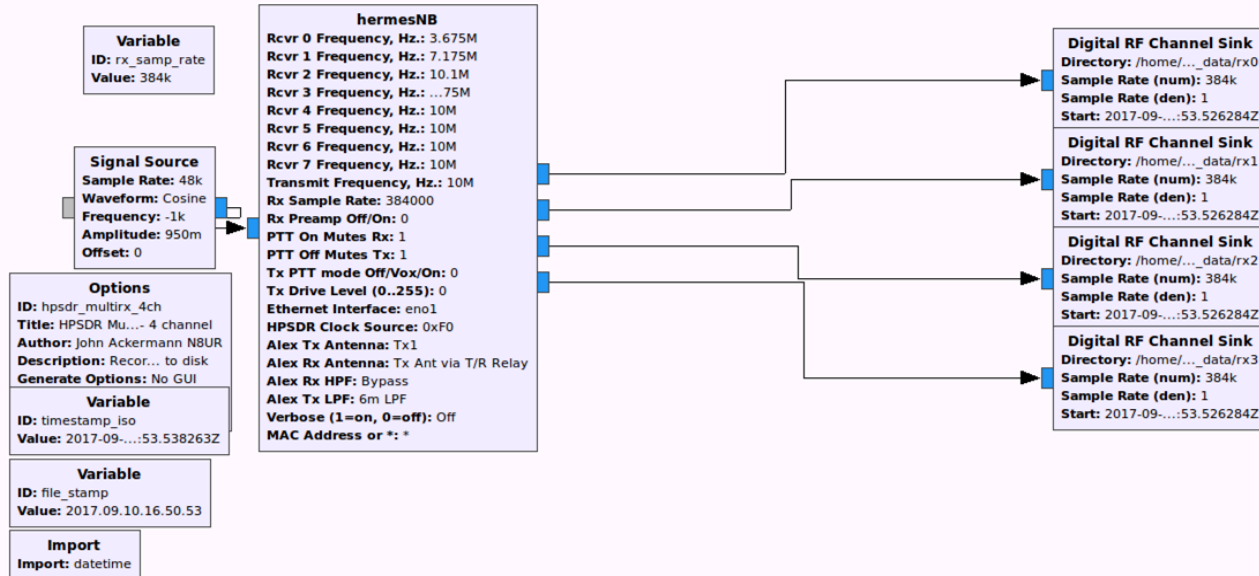 Variable
ID: rx_samp_rate
Value: 384k
Signal Source
Sample Rate: 48k
Waveform: Cosine
Frequency: -1k
Amplitude: 950m
Offset: 0
Options
ID: hpsdr_multirx_4ch
Title: HPSDR Mu...- 4 channel
Author: John Ackermann N8UR
Description: Recor... to disk
Generate Options: No GUI
Variable
ID: timestamp_iso
Value: 2017-09-...:53.538263Z
Variable
ID: file_stamp
Value: 2017.09.10.16.50.53
Import
Import: datetime
hermesNB
Rcvr 0 Frequency, Hz.: 3.675M
Rcvr 1 Frequency, Hz.: 7.175M
Rcvr 2 Frequency, Hz.: 10.1M
Rcvr 3 Frequency, Hz.: ...75M
Rcvr 4 Frequency, Hz.: 10M
Rcvr 5 Frequency, Hz.: 10M
Rcvr 6 Frequency, Hz.: 10M
Rcvr 7 Frequency, Hz.: 10M
Transmit Frequency, Hz.: 10M
Rx Sample Rate: 384000
Rx Preamp Off/On: 0
PTT On Mutes Rx: 1
PTT Off Mutes Tx: 1
Tx PTT mode Off/Vox/On: 0
Tx Drive Level (0..255): 0
Ethernet Interface: eno1
HPSDR Clock Source: 0xF0
Alex Tx Antenna: Tx1
Alex Rx Antenna: Tx Ant via T/R Relay
Alex Rx HPF: Bypass
Alex Tx LPF: 6m LPF
Verbose (1=on, 0=off): Off
MAC Address or *: *
Digital RF Channel Sink
Directory: /home/..._data/rx0
Sample Rate (num): 384k
Sample Rate (den): 1
Start: 2017-09-...:53.526284Z
Digital RF Channel Sink
Directory: /home/..._data/rx1
Sample Rate (num): 384k
Sample Rate (den): 1
Start: 2017-09-...:53.526284Z
Digital RF Channel Sink
Directory: /home/..._data/rx2
Sample Rate (num): 384k
Sample Rate (den): 1
Start: 2017-09-...:53.526284Z
Digital RF Channel Sink
Directory: /home/..._data/rx3
Sample Rate (num): 384k
Sample Rate (den): 1
Start: 2017-09-...:53.526284Z